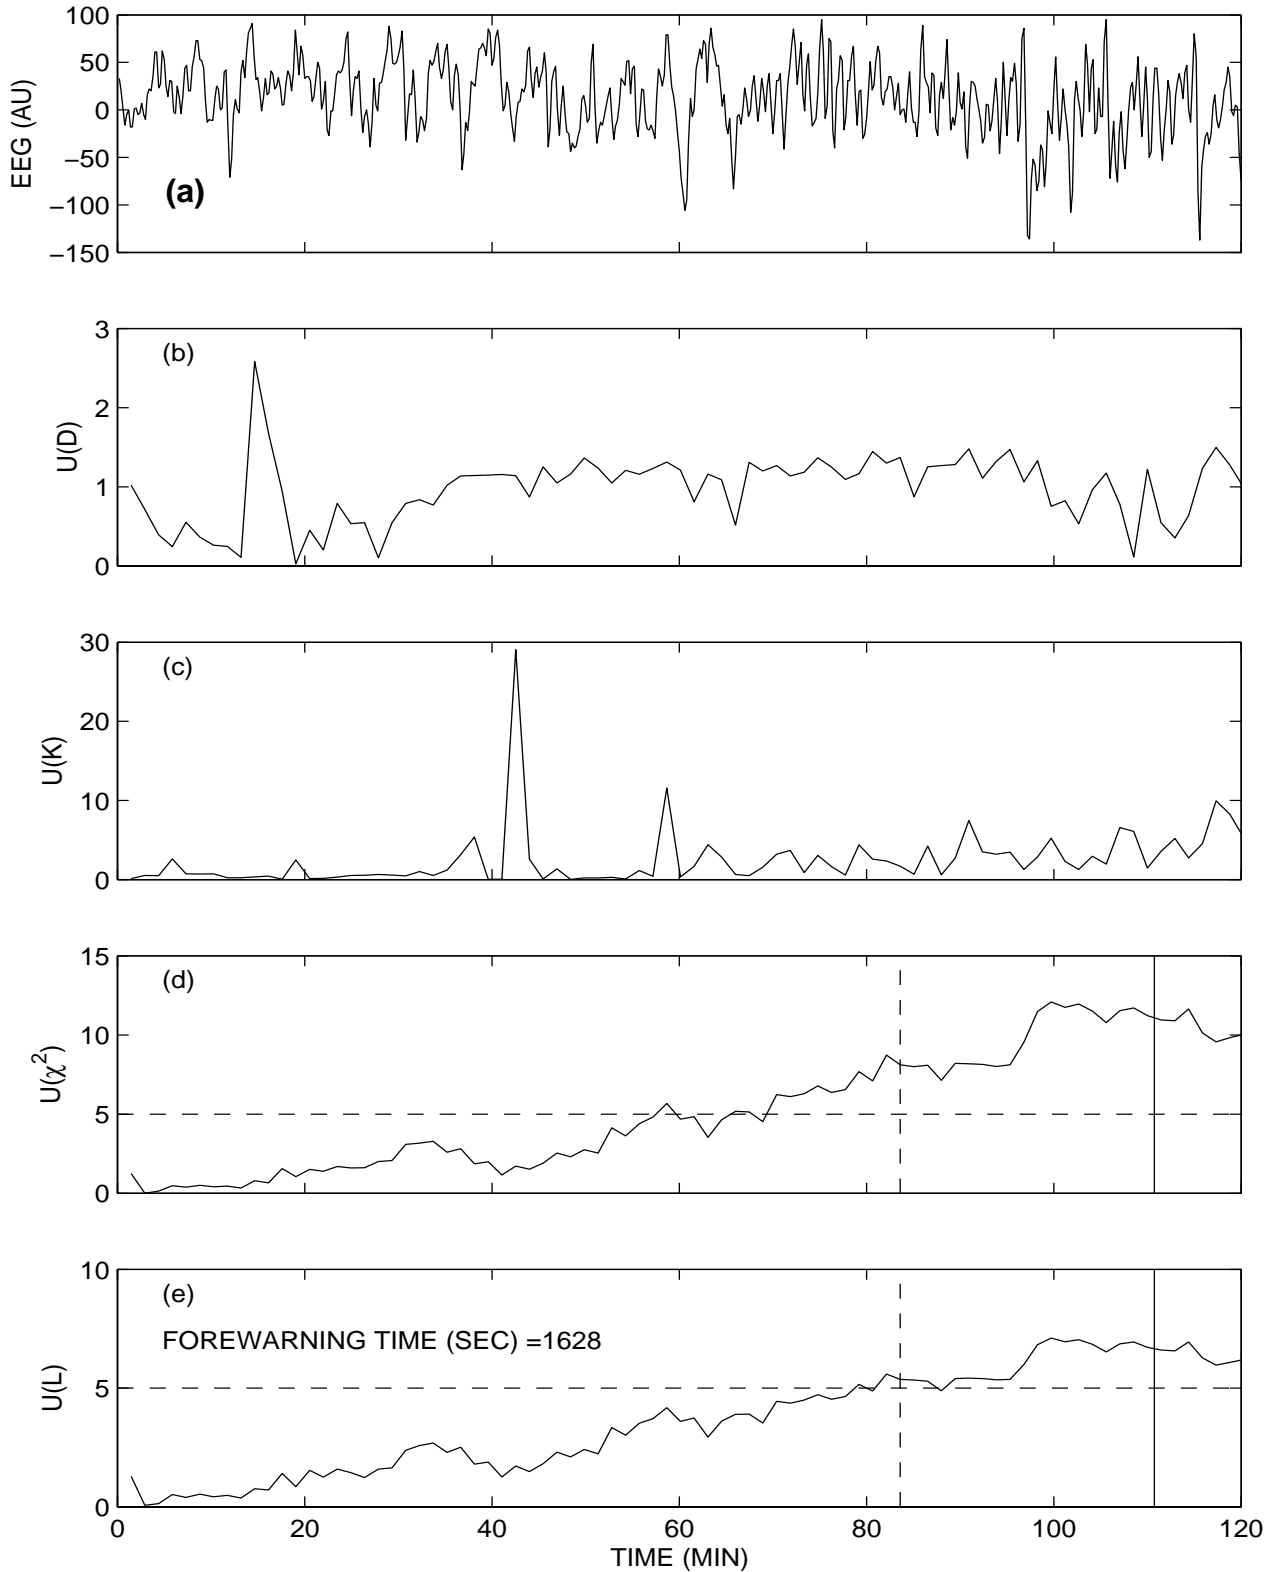 100
50
0
−50
−100
−150
EEG (AU)
(a)
3
2
1
0
U(D)
(b)
30
20
10
0
U(K)
(c)
15
10
5
0
U(χ²)
(d)
10
5
0
U(L)
(e)
FOREWARNING TIME (SEC) =1628
0 20 40 60 80 100 120
TIME (MIN)